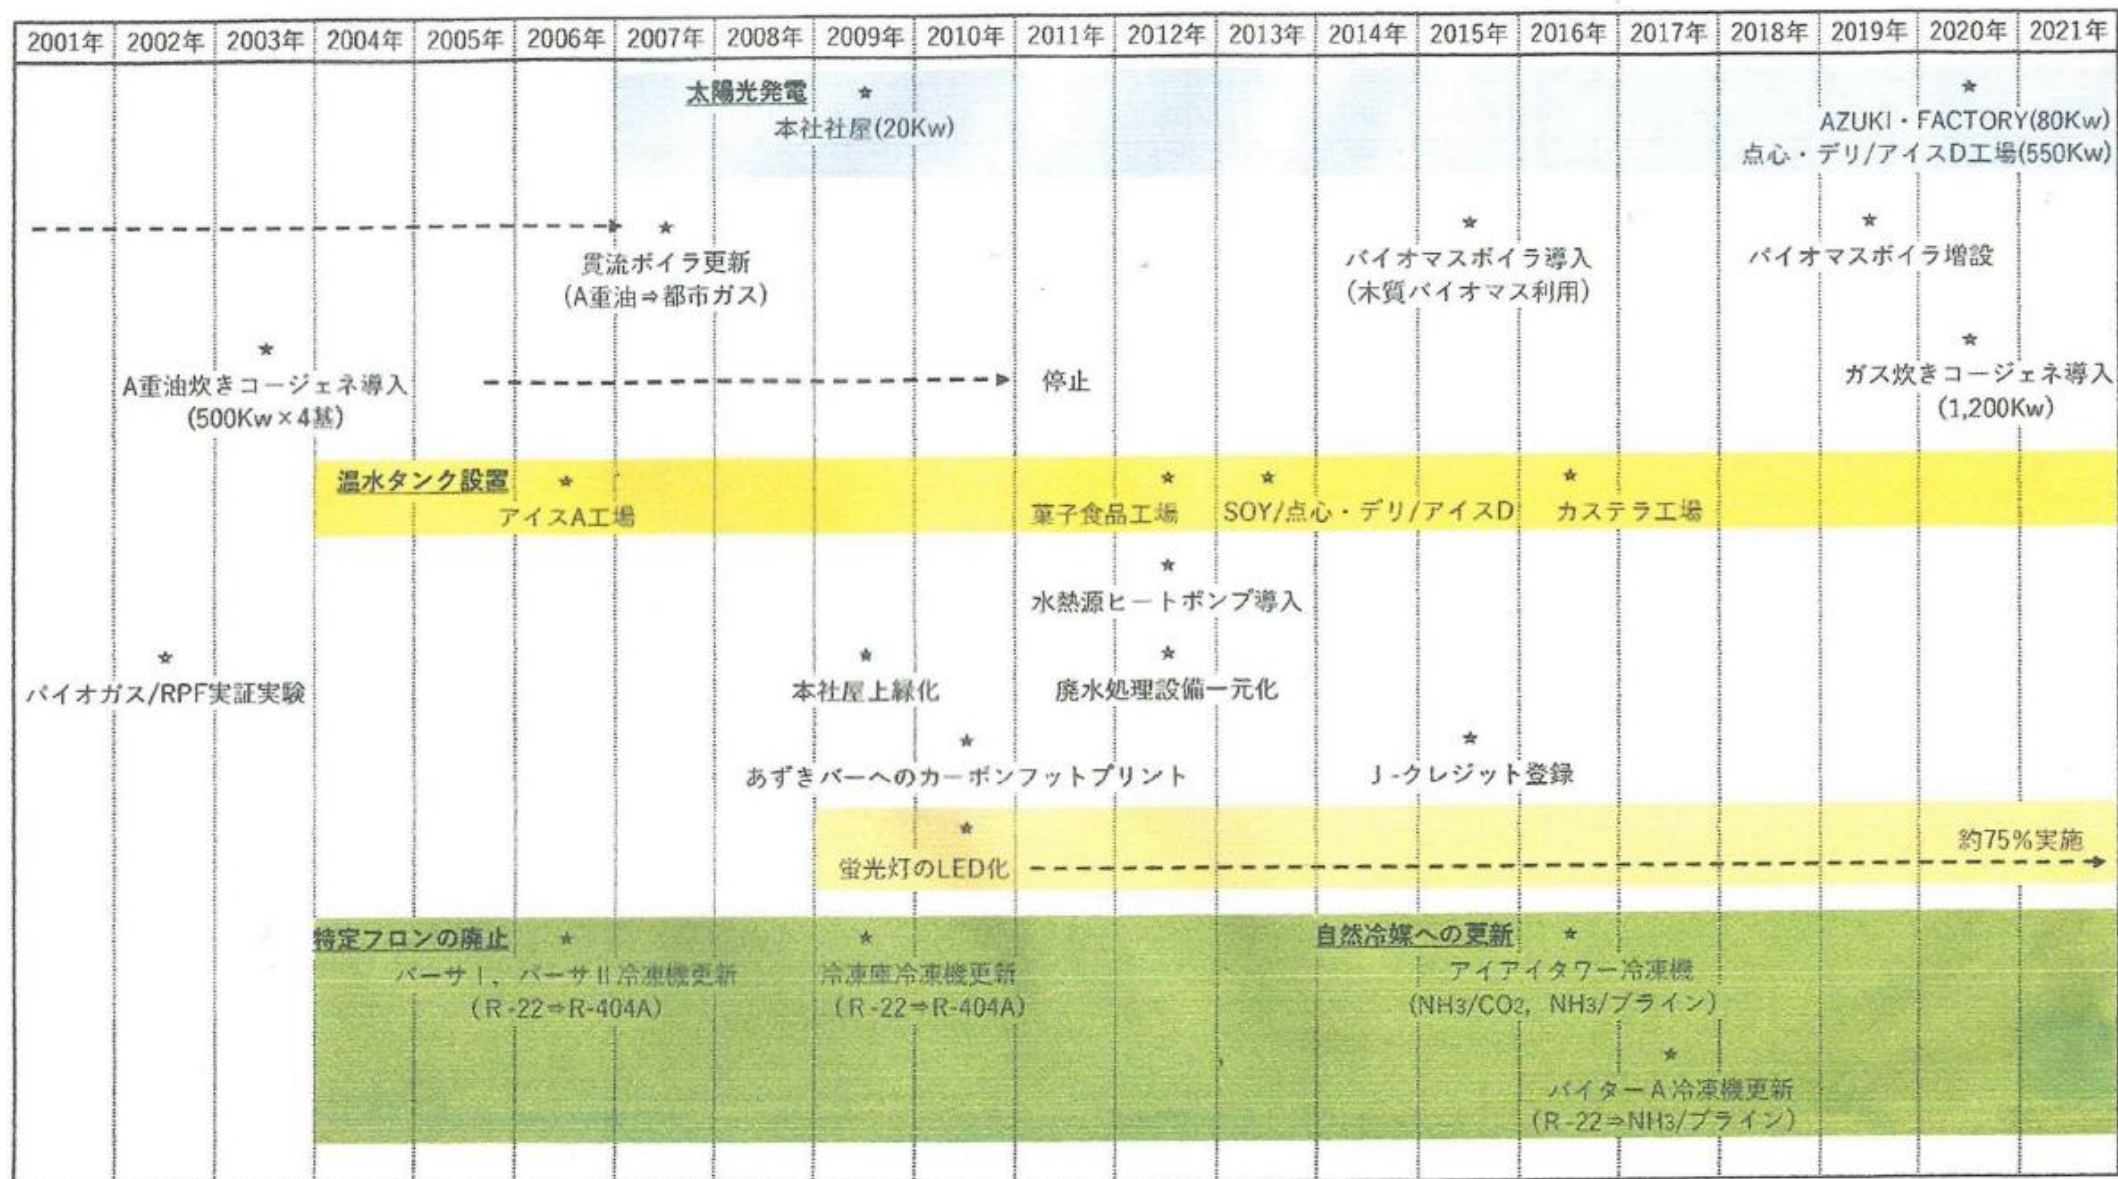 2001年 2002年 2003年 2004年 2005年 2006年 2007年 2008年 2009年 2010年 2011年 2012年 2013年 2014年 2015年 2016年 2017年 2018年 2019年 2020年 2021年
太陽光発電 ★ ★
本社社屋(20Kw)
AZUKI・FACTORY(80Kw)
点心・デリ/アイスD工場(550Kw)
★ ★ ★
貫流ボイラ更新
(A重油⇒都市ガス)
バイオマスボイラ導入
(木質バイオマス利用)
バイオマスボイラ増設
★ ★
A重油炊きコージェネ導入
(500Kw×4基)
停止
ガス炊きコージェネ導入
(1,200Kw)
温水タンク設置 ★ ★ ★ ★
アイスA工場 菓子食品工場 SOY/点心・デリ/アイスD カステラ工場
★
水熱源ヒートポンプ導入
★ ★ ★
バイオガス/RPF実証実験 本社屋上緑化 廃水処理設備一元化
★ ★
あずきバーへのカーボンフットプリント J-クレジット登録
★
蛍光灯のLED化
約75%実施
特定フロンの廃止 ★ ★ 自然冷媒への更新 ★
バーサⅠ, バーサⅡ冷凍機更新
(R-22⇒R-404A)
冷凍庫冷凍機更新
(R-22⇒R-404A)
アイアイタワー冷凍機
(NH3/CO2, NH3/ブライン)
★
バイターA冷凍機更新
(R-22⇒NH3/ブライン)